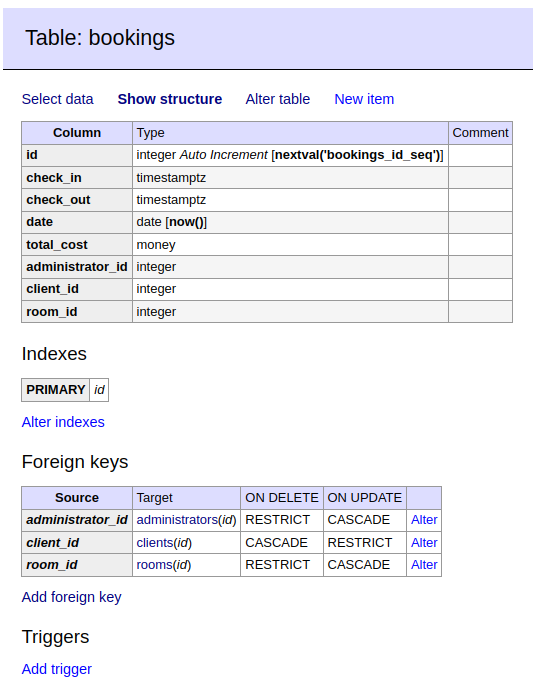 Table: bookings
Select data Show structure Alter table New item
Column Type Comment
id integer Auto Increment [nextval('bookings_id_seq')]
check_in timestamptz
check_out timestamptz
date date [now()]
total_cost money
administrator_id integer
client_id integer
room_id integer
Indexes
PRIMARY id
Alter indexes
Foreign keys
Source Target ON DELETE ON UPDATE
administrator_id administrators(id) RESTRICT CASCADE Alter
client_id clients(id) CASCADE RESTRICT Alter
room_id rooms(id) RESTRICT CASCADE Alter
Add foreign key
Triggers
Add trigger